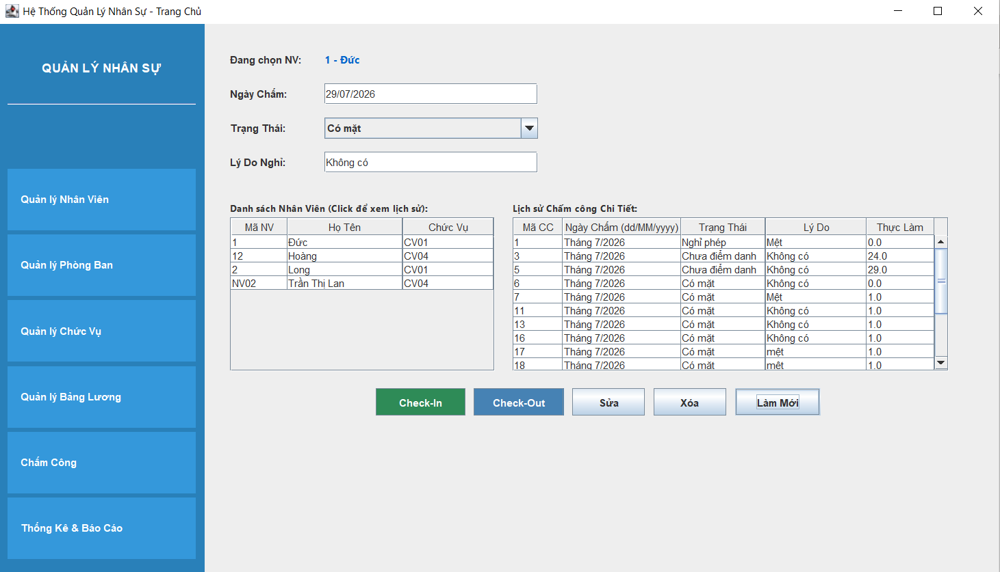 Hệ Thống Quản Lý Nhân Sự - Trang Chủ
QUẢN LÝ NHÂN SỰ
Quản lý Nhân Viên
Quản lý Phòng Ban
Quản lý Chức Vụ
Quản lý Bảng Lương
Chấm Công
Thống Kê & Báo Cáo
Đang chọn NV: 1 - Đức
Ngày Chấm: 29/07/2026
Trạng Thái: Có mặt
Lý Do Nghỉ: Không có
Danh sách Nhân Viên (Click để xem lịch sử):
Mã NV Họ Tên Chức Vụ
1 Đức CV01
12 Hoàng CV04
2 Long CV01
NV02 Trần Thị Lan CV04
Lịch sử Chấm công Chi Tiết:
Mã CC Ngày Chấm (dd/MM/yyyy) Trạng Thái Lý Do Thực Làm
1 Tháng 7/2026 Nghỉ phép Mệt 0.0
3 Tháng 7/2026 Chưa điểm danh Không có 24.0
5 Tháng 7/2026 Chưa điểm danh Không có 29.0
6 Tháng 7/2026 Có mặt Không có 0.0
7 Tháng 7/2026 Có mặt Mệt 1.0
11 Tháng 7/2026 Có mặt Không có 1.0
13 Tháng 7/2026 Có mặt Không có 1.0
16 Tháng 7/2026 Có mặt Không có 1.0
17 Tháng 7/2026 Có mặt mệt 1.0
18 Tháng 7/2026 Có mặt mệt 1.0
Check-In Check-Out Sửa Xóa Làm Mới